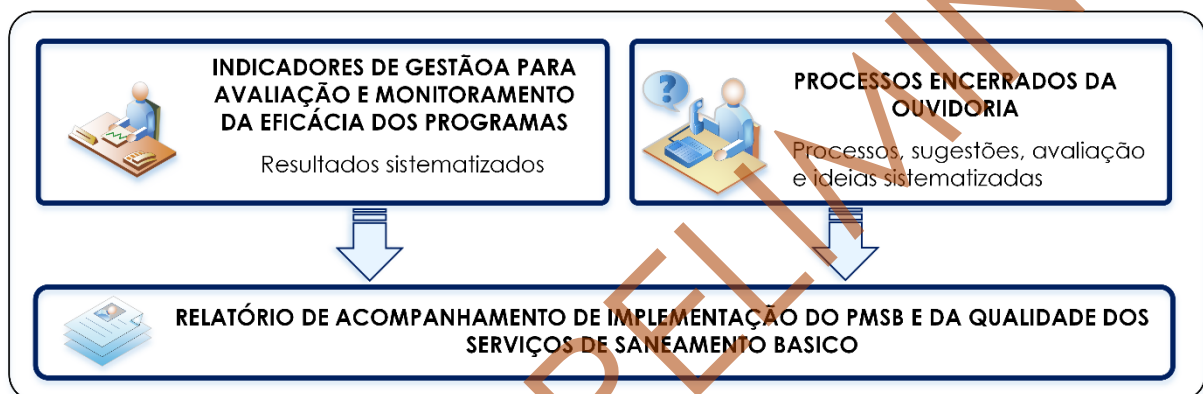 INDICADORES DE GESTÃOA PARA
AVALIAÇÃO E MONITORAMENTO
DA EFICÁCIA DOS PROGRAMAS
Resultados sistematizados
?
PROCESSOS ENCERRADOS DA
OUVIDORIA
Processos, sugestões, avaliação
e ideias sistematizadas
RELATÓRIO DE ACOMPANHAMENTO DE IMPLEMENTAÇÃO DO PMSB E DA QUALIDADE DOS
SERVIÇOS DE SANEAMENTO BASICO
PELIMIN